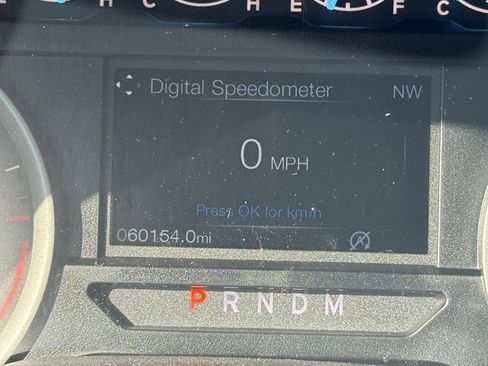 H C H E F C
Digital Speedometer NW
0 MPH
Press OK for km/h
060154.0mi
P R N D M